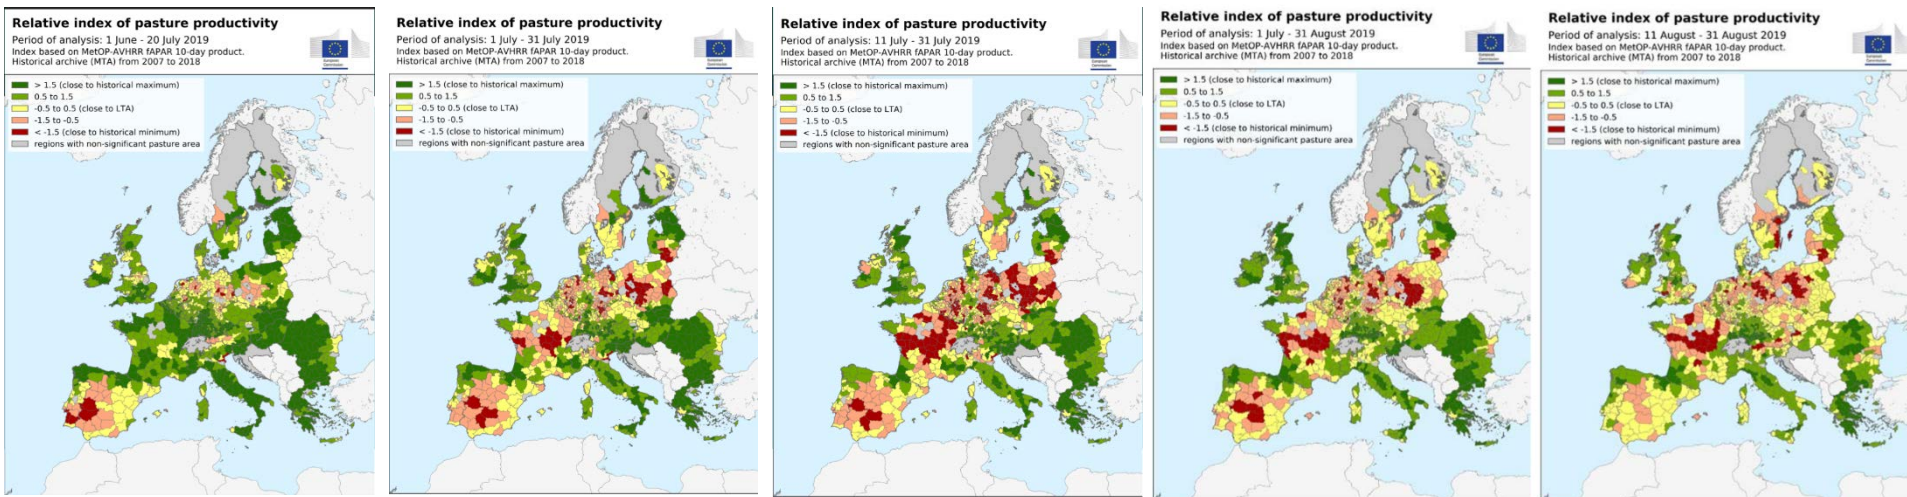 Relative index of pasture productivity
Period of analysis: 1 June - 20 July 2019
Index based on MetOP-AVHRR fAPAR 10-day product.
Historical archive (MTA) from 2007 to 2018
European
Commission
> 1.5 (close to historical maximum)
0.5 to 1.5
-0.5 to 0.5 (close to LTA)
-1.5 to -0.5
< -1.5 (close to historical minimum)
regions with non-significant pasture area
Relative index of pasture productivity
Period of analysis: 1 July - 31 July 2019
Index based on MetOP-AVHRR fAPAR 10-day product.
Historical archive (MTA) from 2007 to 2018
European
Commission
> 1.5 (close to historical maximum)
0.5 to 1.5
-0.5 to 0.5 (close to LTA)
-1.5 to -0.5
< -1.5 (close to historical minimum)
regions with non-significant pasture area
Relative index of pasture productivity
Period of analysis: 11 July - 31 July 2019
Index based on MetOP-AVHRR fAPAR 10-day product.
Historical archive (MTA) from 2007 to 2018
European
Commission
> 1.5 (close to historical maximum)
0.5 to 1.5
-0.5 to 0.5 (close to LTA)
-1.5 to -0.5
< -1.5 (close to historical minimum)
regions with non-significant pasture area
Relative index of pasture productivity
Period of analysis: 1 July - 31 August 2019
Index based on MetOP-AVHRR fAPAR 10-day product.
Historical archive (MTA) from 2007 to 2018
European
Commission
> 1.5 (close to historical maximum)
0.5 to 1.5
-0.5 to 0.5 (close to LTA)
-1.5 to -0.5
< -1.5 (close to historical minimum)
regions with non-significant pasture area
Relative index of pasture productivity
Period of analysis: 11 August - 31 August 2019
Index based on MetOP-AVHRR fAPAR 10-day product.
Historical archive (MTA) from 2007 to 2018
European
Commission
> 1.5 (close to historical maximum)
0.5 to 1.5
-0.5 to 0.5 (close to LTA)
-1.5 to -0.5
< -1.5 (close to historical minimum)
regions with non-significant pasture area